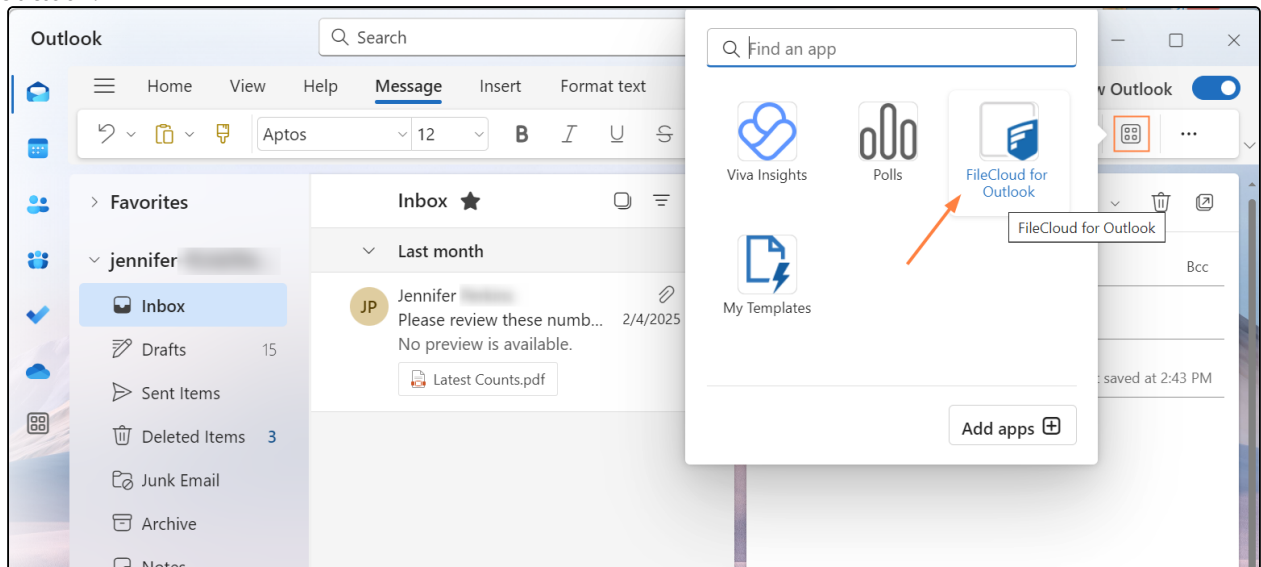 Outlook
Search
Find an app
Home View Help Message Insert Format text
Outlook
Aptos 12 B I U S
Viva Insights
Polls
FileCloud for
Outlook
FileCloud for Outlook
My Templates
Add apps
Favorites
jennifer
Inbox
Drafts 15
Sent Items
Deleted Items 3
Junk Email
Archive
Notes
Inbox
Last month
JP
Jennifer
Please review these numb... 2/4/2025
No preview is available.
Latest Counts.pdf
Bcc
saved at 2:43 PM